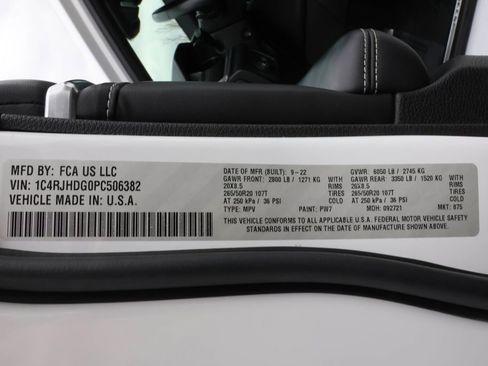 MFD BY: FCA US LLC
VIN: 1C4RJHDG0PC506382
VEHICLE MADE IN: U.S.A.
DATE OF MFR (BUILT): 9-22 GVWR: 6050 LB / 2745 KG
GAWR FRONT: 2800 LB / 1271 KG GAWR REAR: 3350 LB / 1520 KG
20X8.5 20X8.5
265/50R20 107T TIRES 265/50R20 107T TIRES
AT 250 kPa / 36 PSI COLD AT 250 kPa / 36 PSI COLD
TYPE: MPV PAINT: PW7 MDH: 092721 MKT: 875
THIS VEHICLE CONFORMS TO ALL APPLICABLE U.S.A. FEDERAL MOTOR VEHICLE SAFETY
STANDARDS IN EFFECT ON THE DATE OF MANUFACTURE SHOWN ABOVE.